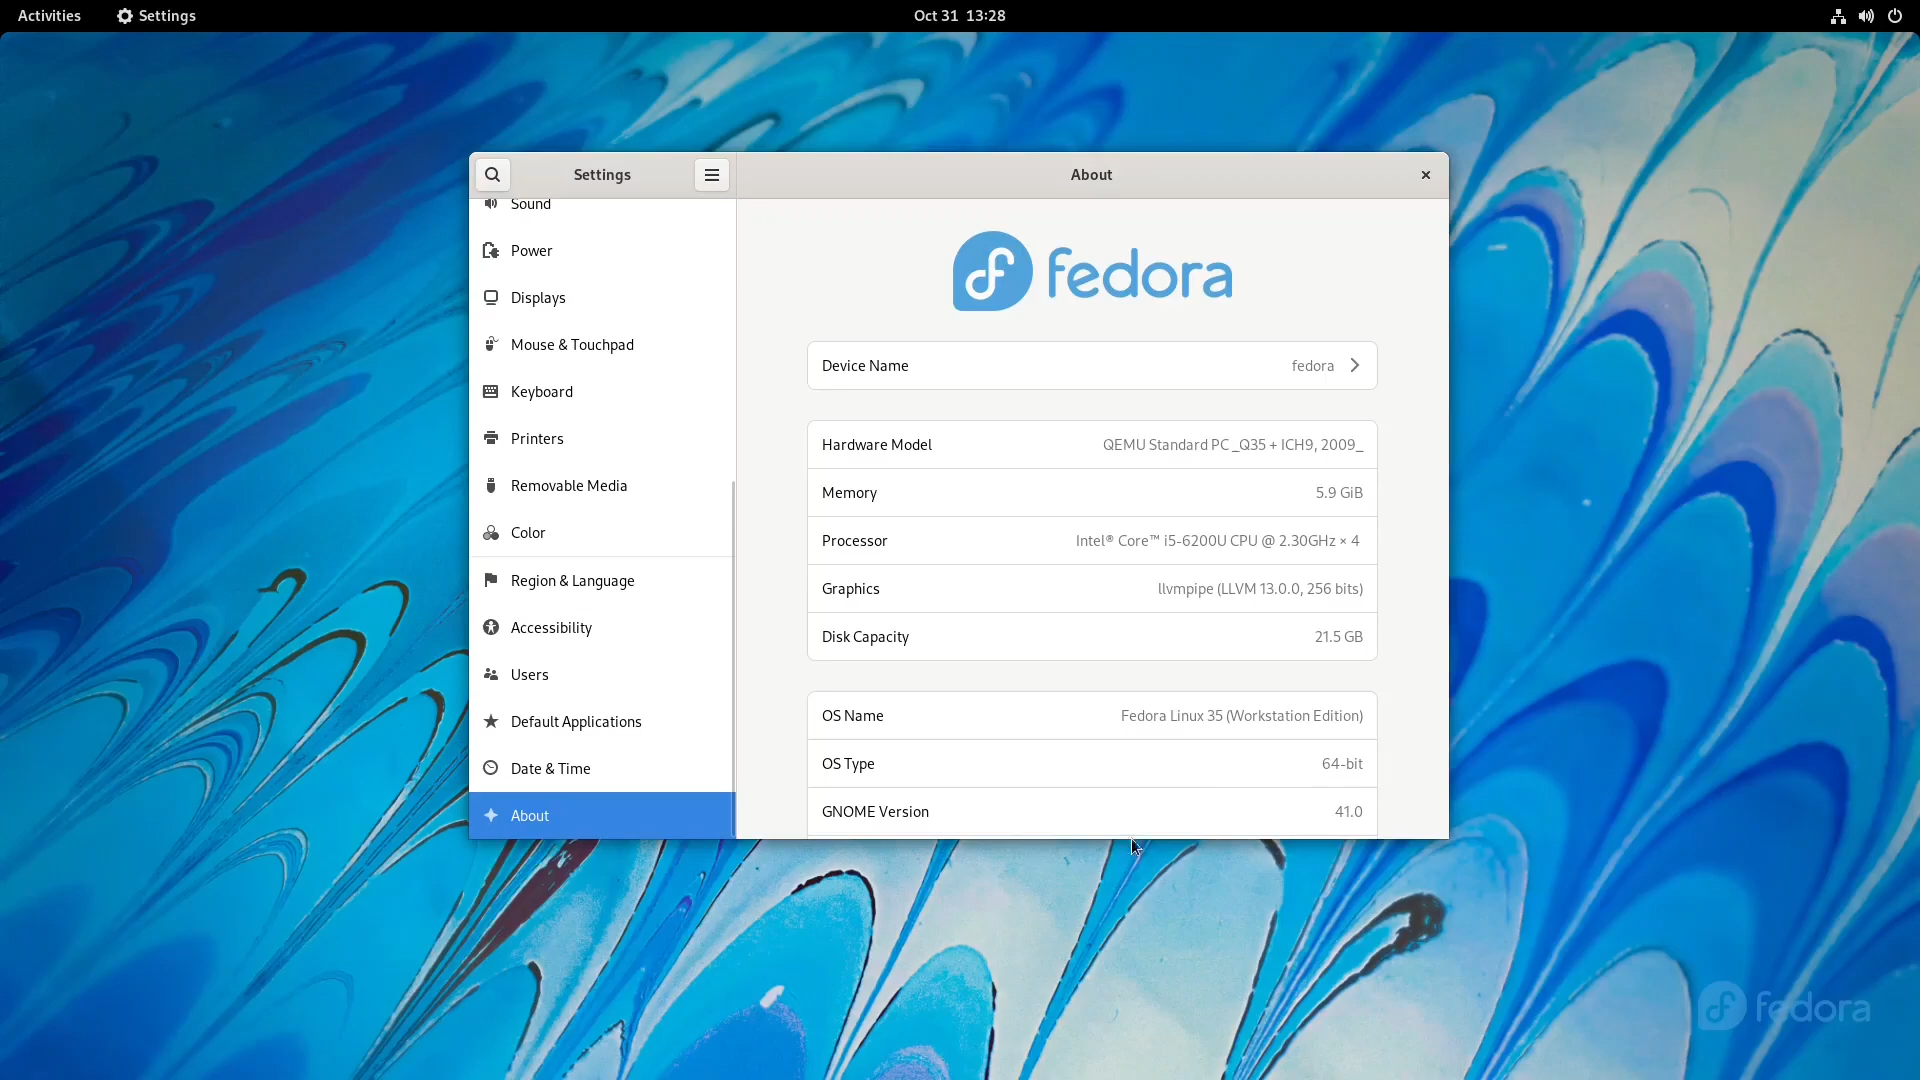 Activities Settings Oct 31 13:28
Settings About
Sound
Power
Displays
Mouse & Touchpad
Keyboard
Printers
Removable Media
Color
Region & Language
Accessibility
Users
Default Applications
Date & Time
About
fedora
Device Name fedora
Hardware Model QEMU Standard PC _Q35 + ICH9, 2009_
Memory 5.9 GiB
Processor Intel® Core™ i5-6200U CPU @ 2.30GHz × 4
Graphics llvmpipe (LLVM 13.0.0, 256 bits)
Disk Capacity 21.5 GB
OS Name Fedora Linux 35 (Workstation Edition)
OS Type 64-bit
GNOME Version 41.0
fedora